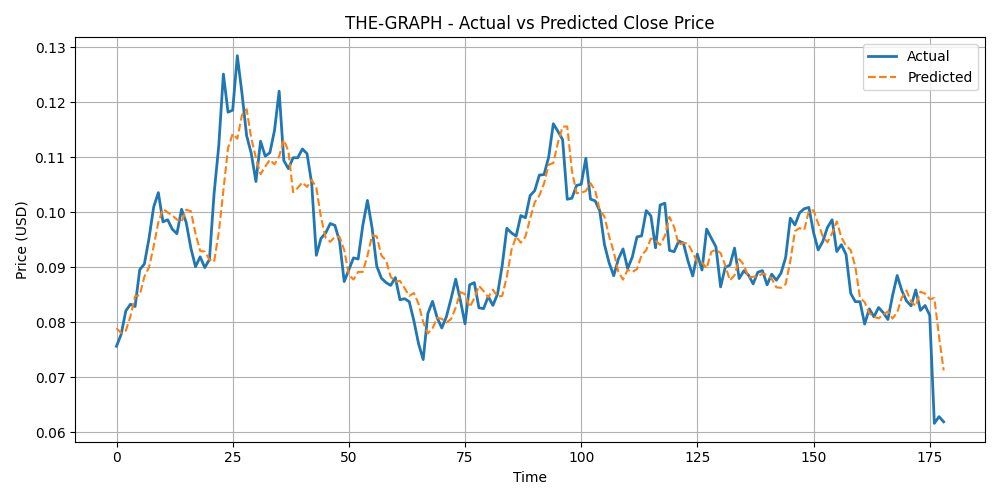 THE-GRAPH - Actual vs Predicted Close Price
Price (USD)
0.13
0.12
0.11
0.10
0.09
0.08
0.07
0.06
Actual
Predicted
0 25 50 75 100 125 150 175
Time